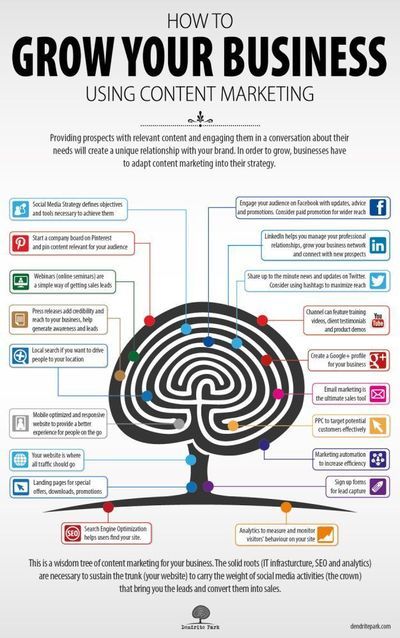 HOW TO
GROW YOUR BUSINESS
USING CONTENT MARKETING
Providing prospects with relevant content and engaging them in a conversation about their
needs will create a unique relationship with your brand. In order to grow, businesses have
to adapt content marketing into their strategy.
Social Media Strategy defines objectives
and tools necessary to achieve them
Start a company board on Pinterest
and pin content relevant for your audience
Webinars (online seminars) are
a simple way of getting sales leads
Press releases add credibility and
reach to your business, help
generate awareness and leads
Local search if you want to drive
people to your location
Mobile optimized and responsive
website to provide a better
experience for people on the go
Your website is where
all traffic should go
Landing pages for special
offers, downloads, promotions
Engage your audience on Facebook with updates, advice
and promotions. Consider paid promotion for wider reach
f
LinkedIn helps you manage your professional
relationships, grow your business network
and connect with new prospects
in
Share up to the minute news and updates on Twitter.
Consider using hashtags to maximize reach
Channel can feature training
videos, client testimonials
and product demos
You
Tube
Create a Google+ profile
for your business
g+
Email marketing is
the ultimate sales tool
PPC to target potential
customers effectively
Marketing automation
to increase efficiency
Sign up forms
for lead capture
SEO
Search Engine Optimization
helps users find your site.
Analytics to measure and monitor
visitors' behaviour on your site
This is a wisdom tree of content marketing for your business. The solid roots (IT infrasturcture, SEO and analytics)
are necessary to sustain the trunk (your website) to carry the weight of social media activities (the crown)
that bring you the leads and convert them into sales.
Dendrite Park
dendritepark.com